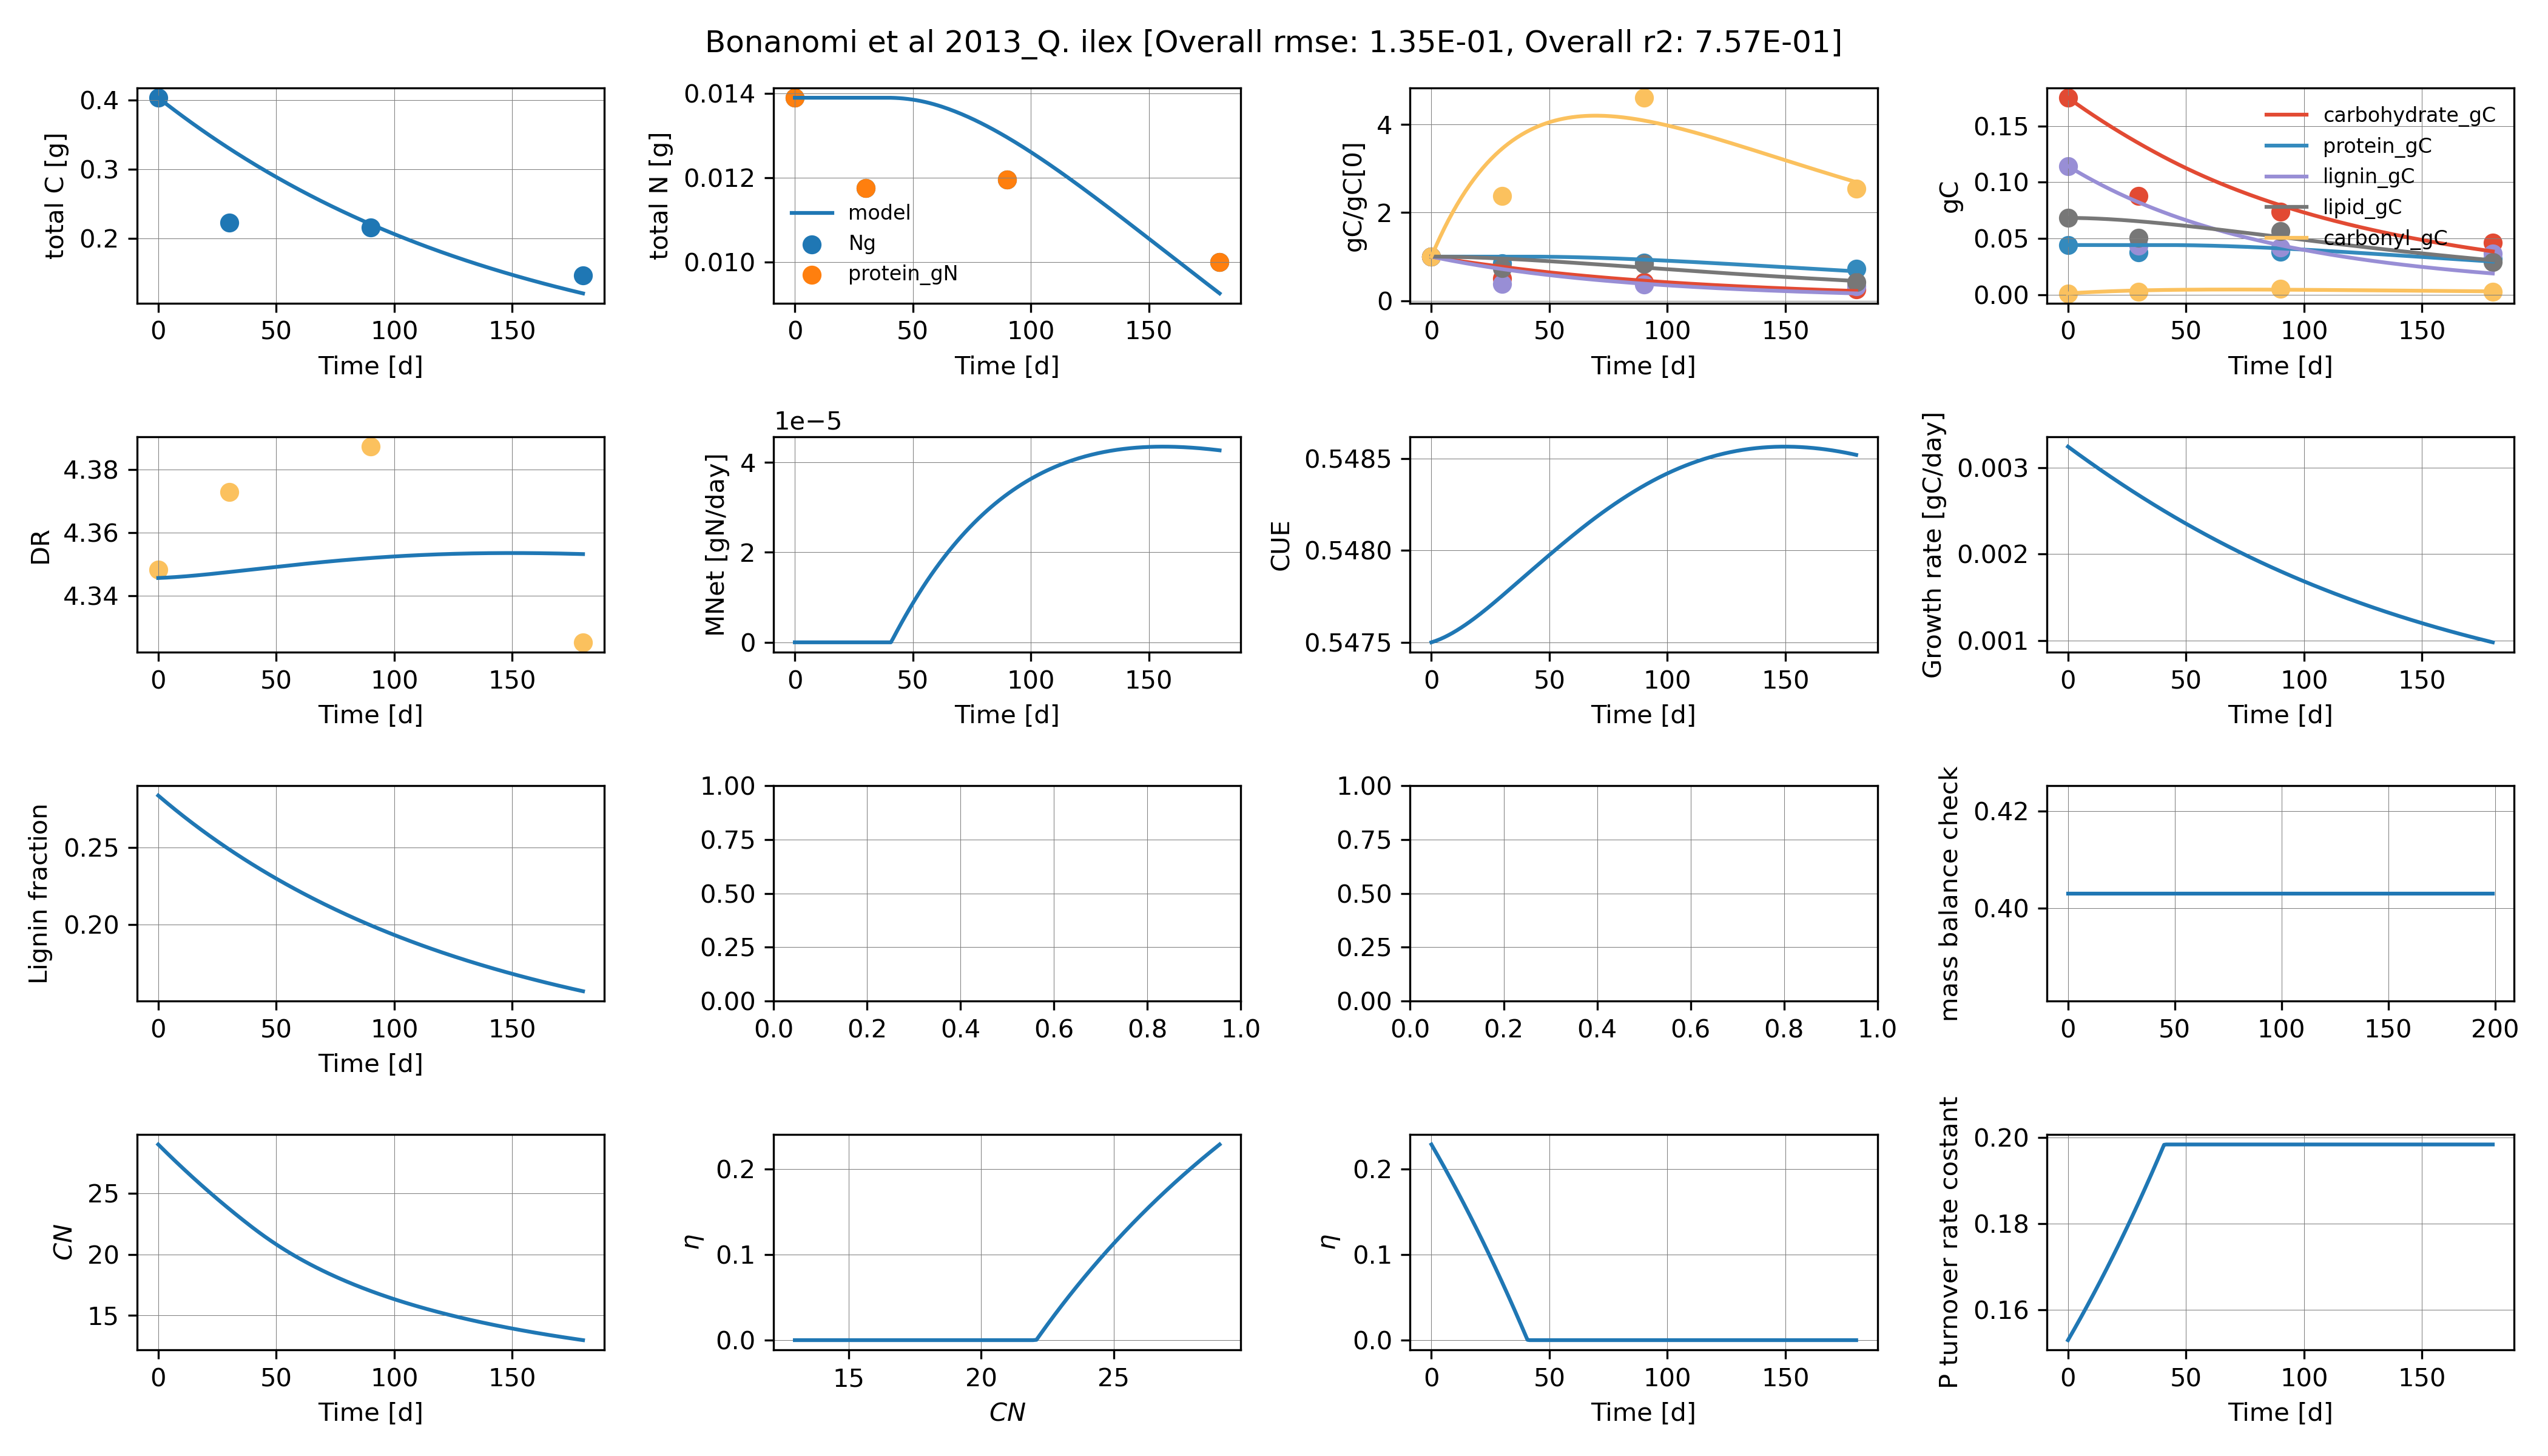 Bonanomi et al 2013_Q. ilex [Overall rmse: 1.35E-01, Overall r2: 7.57E-01]
total C [g]
0.4
0.3
0.2
0 50 100 150
Time [d]
total N [g]
0.014
0.012
0.010
model
Ng
protein_gN
0 50 100 150
Time [d]
gC/gC[0]
4
2
0
0 50 100 150
Time [d]
gC
0.15
0.10
0.05
0.00
carbohydrate_gC
protein_gC
lignin_gC
lipid_gC
carbonyl_gC
0 50 100 150
Time [d]
DR
4.38
4.36
4.34
0 50 100 150
Time [d]
1e−5
MNet [gN/day]
4
2
0
0 50 100 150
Time [d]
CUE
0.5485
0.5480
0.5475
0 50 100 150
Time [d]
Growth rate [gC/day]
0.003
0.002
0.001
0 50 100 150
Time [d]
Lignin fraction
0.25
0.20
0 50 100 150
Time [d]
1.00
0.75
0.50
0.25
0.00
0.0 0.2 0.4 0.6 0.8 1.0
1.00
0.75
0.50
0.25
0.00
0.0 0.2 0.4 0.6 0.8 1.0
mass balance check
0.42
0.40
0 50 100 150 200
CN
25
20
15
0 50 100 150
Time [d]
η
0.2
0.1
0.0
15 20 25
CN
η
0.2
0.1
0.0
0 50 100 150
Time [d]
P turnover rate costant
0.20
0.18
0.16
0 50 100 150
Time [d]